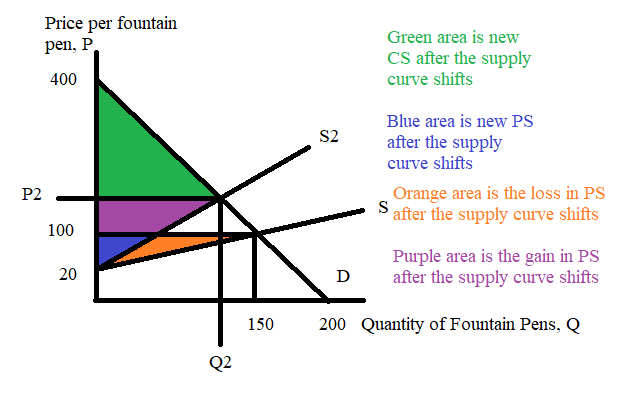 Price per fountain
pen, P
400
P2
100
20
S2
S
D
150
200
Quantity of Fountain Pens, Q
Q2
Green area is new
CS after the supply
curve shifts
Blue area is new PS
after the supply
curve shifts
Orange area is the loss in PS
after the supply curve shifts
Purple area is the gain in PS
after the supply curve shifts